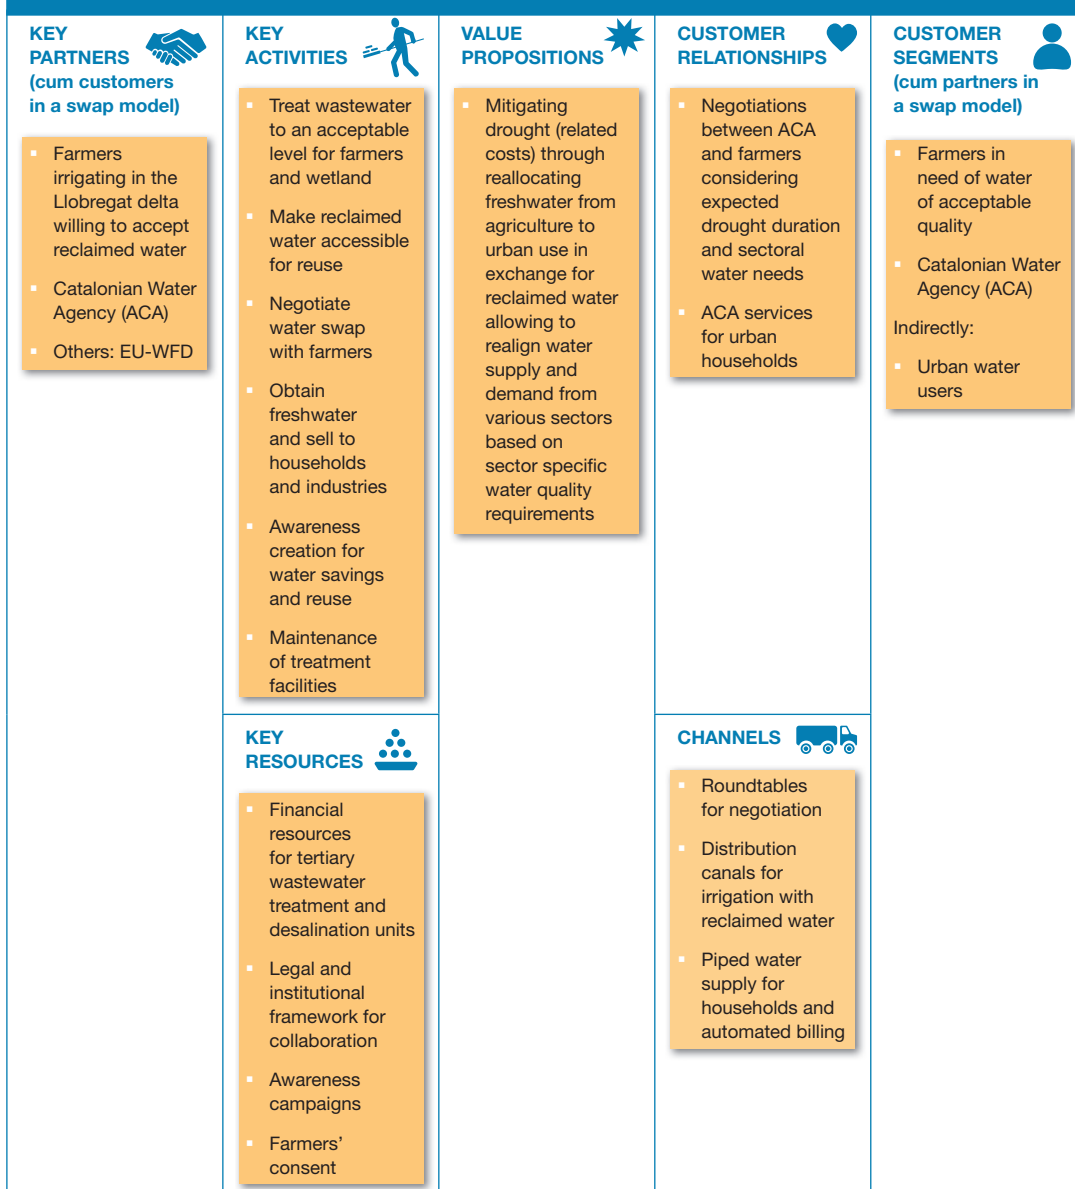 KEY
PARTNERS
(cum customers
in a swap model)
▪ Farmers
irrigating in the
Llobregat delta
willing to accept
reclaimed water
▪ Catalonian Water
Agency (ACA)
▪ Others: EU-WFD
KEY
ACTIVITIES
▪ Treat wastewater
to an acceptable
level for farmers
and wetland
▪ Make reclaimed
water accessible
for reuse
▪ Negotiate
water swap
with farmers
▪ Obtain
freshwater
and sell to
households
and industries
▪ Awareness
creation for
water savings
and reuse
▪ Maintenance
of treatment
facilities
KEY
RESOURCES
▪ Financial
resources
for tertiary
wastewater
treatment and
desalination units
▪ Legal and
institutional
framework for
collaboration
▪ Awareness
campaigns
▪ Farmers’
consent
VALUE
PROPOSITIONS
▪ Mitigating
drought (related
costs) through
reallocating
freshwater from
agriculture to
urban use in
exchange for
reclaimed water
allowing to
realign water
supply and
demand from
various sectors
based on
sector specific
water quality
requirements
CUSTOMER
RELATIONSHIPS
▪ Negotiations
between ACA
and farmers
considering
expected
drought duration
and sectoral
water needs
▪ ACA services
for urban
households
CHANNELS
▪ Roundtables
for negotiation
▪ Distribution
canals for
irrigation with
reclaimed water
▪ Piped water
supply for
households and
automated billing
CUSTOMER
SEGMENTS
(cum partners in
a swap model)
▪ Farmers in
need of water
of acceptable
quality
▪ Catalonian Water
Agency (ACA)
Indirectly:
▪ Urban water
users